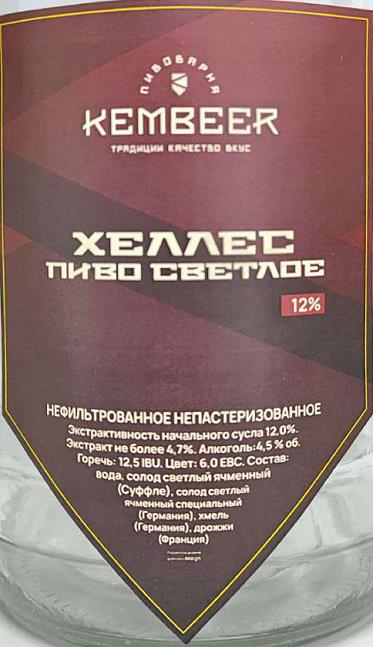 ПИВОВАРНЯ
KEMBEER
ТРАДИЦИИ КАЧЕСТВО ВКУС
ХЕЛЛЕС
ПИВО СВЕТЛОЕ
12%
НЕФИЛЬТРОВАННОЕ НЕПАСТЕРИЗОВАННОЕ
Экстрактивность начального сусла 12.0%.
Экстракт не более 4,7%. Алкоголь:4,5 % об.
Горечь: 12,5 IBU. Цвет: 6,0 EBC. Состав:
вода, солод светлый ячменный
(Суффле), солод светлый
ячменный специальный
(Германия), хмель
(Германия), дрожжи
(Франция)